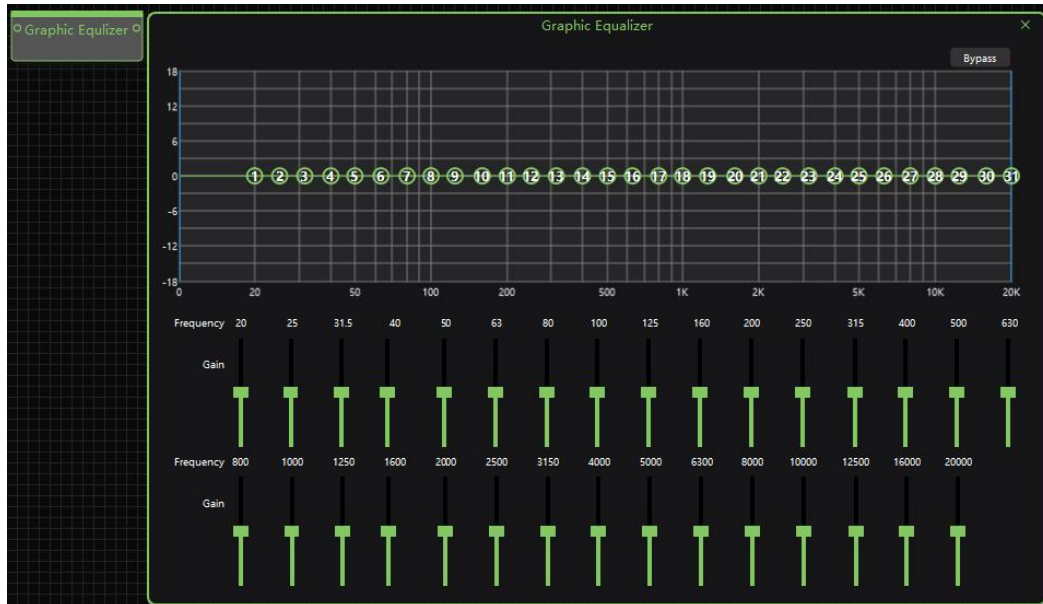 Graphic Equlizer
Graphic Equalizer
×
Bypass
18
12
6
0
-6
-12
-18
1 2 3 4 5 6 7 8 9 10 11 12 13 14 15 16 17 18 19 20 21 22 23 24 25 26 27 28 29 30 31
0 20 50 100 200 500 1K 2K 5K 10K 20K
Frequency 20 25 31.5 40 50 63 80 100 125 160 200 250 315 400 500 630
Gain
Frequency 800 1000 1250 1600 2000 2500 3150 4000 5000 6300 8000 10000 12500 16000 20000
Gain